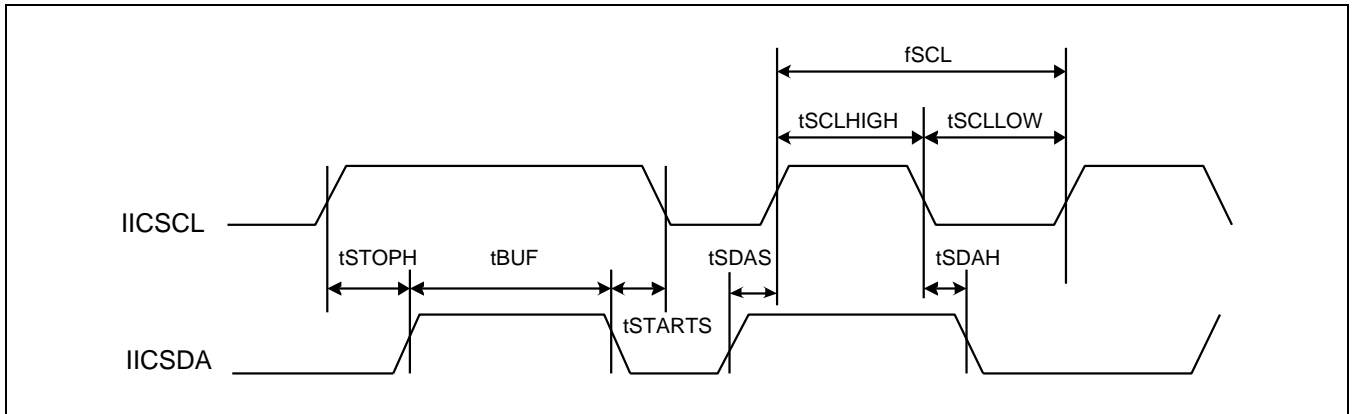 fSCL
tSCLHIGH tSCLLOW
IICSCL
tSTOPH tBUF tSDAS tSDAH
tSTARTS
IICSDA